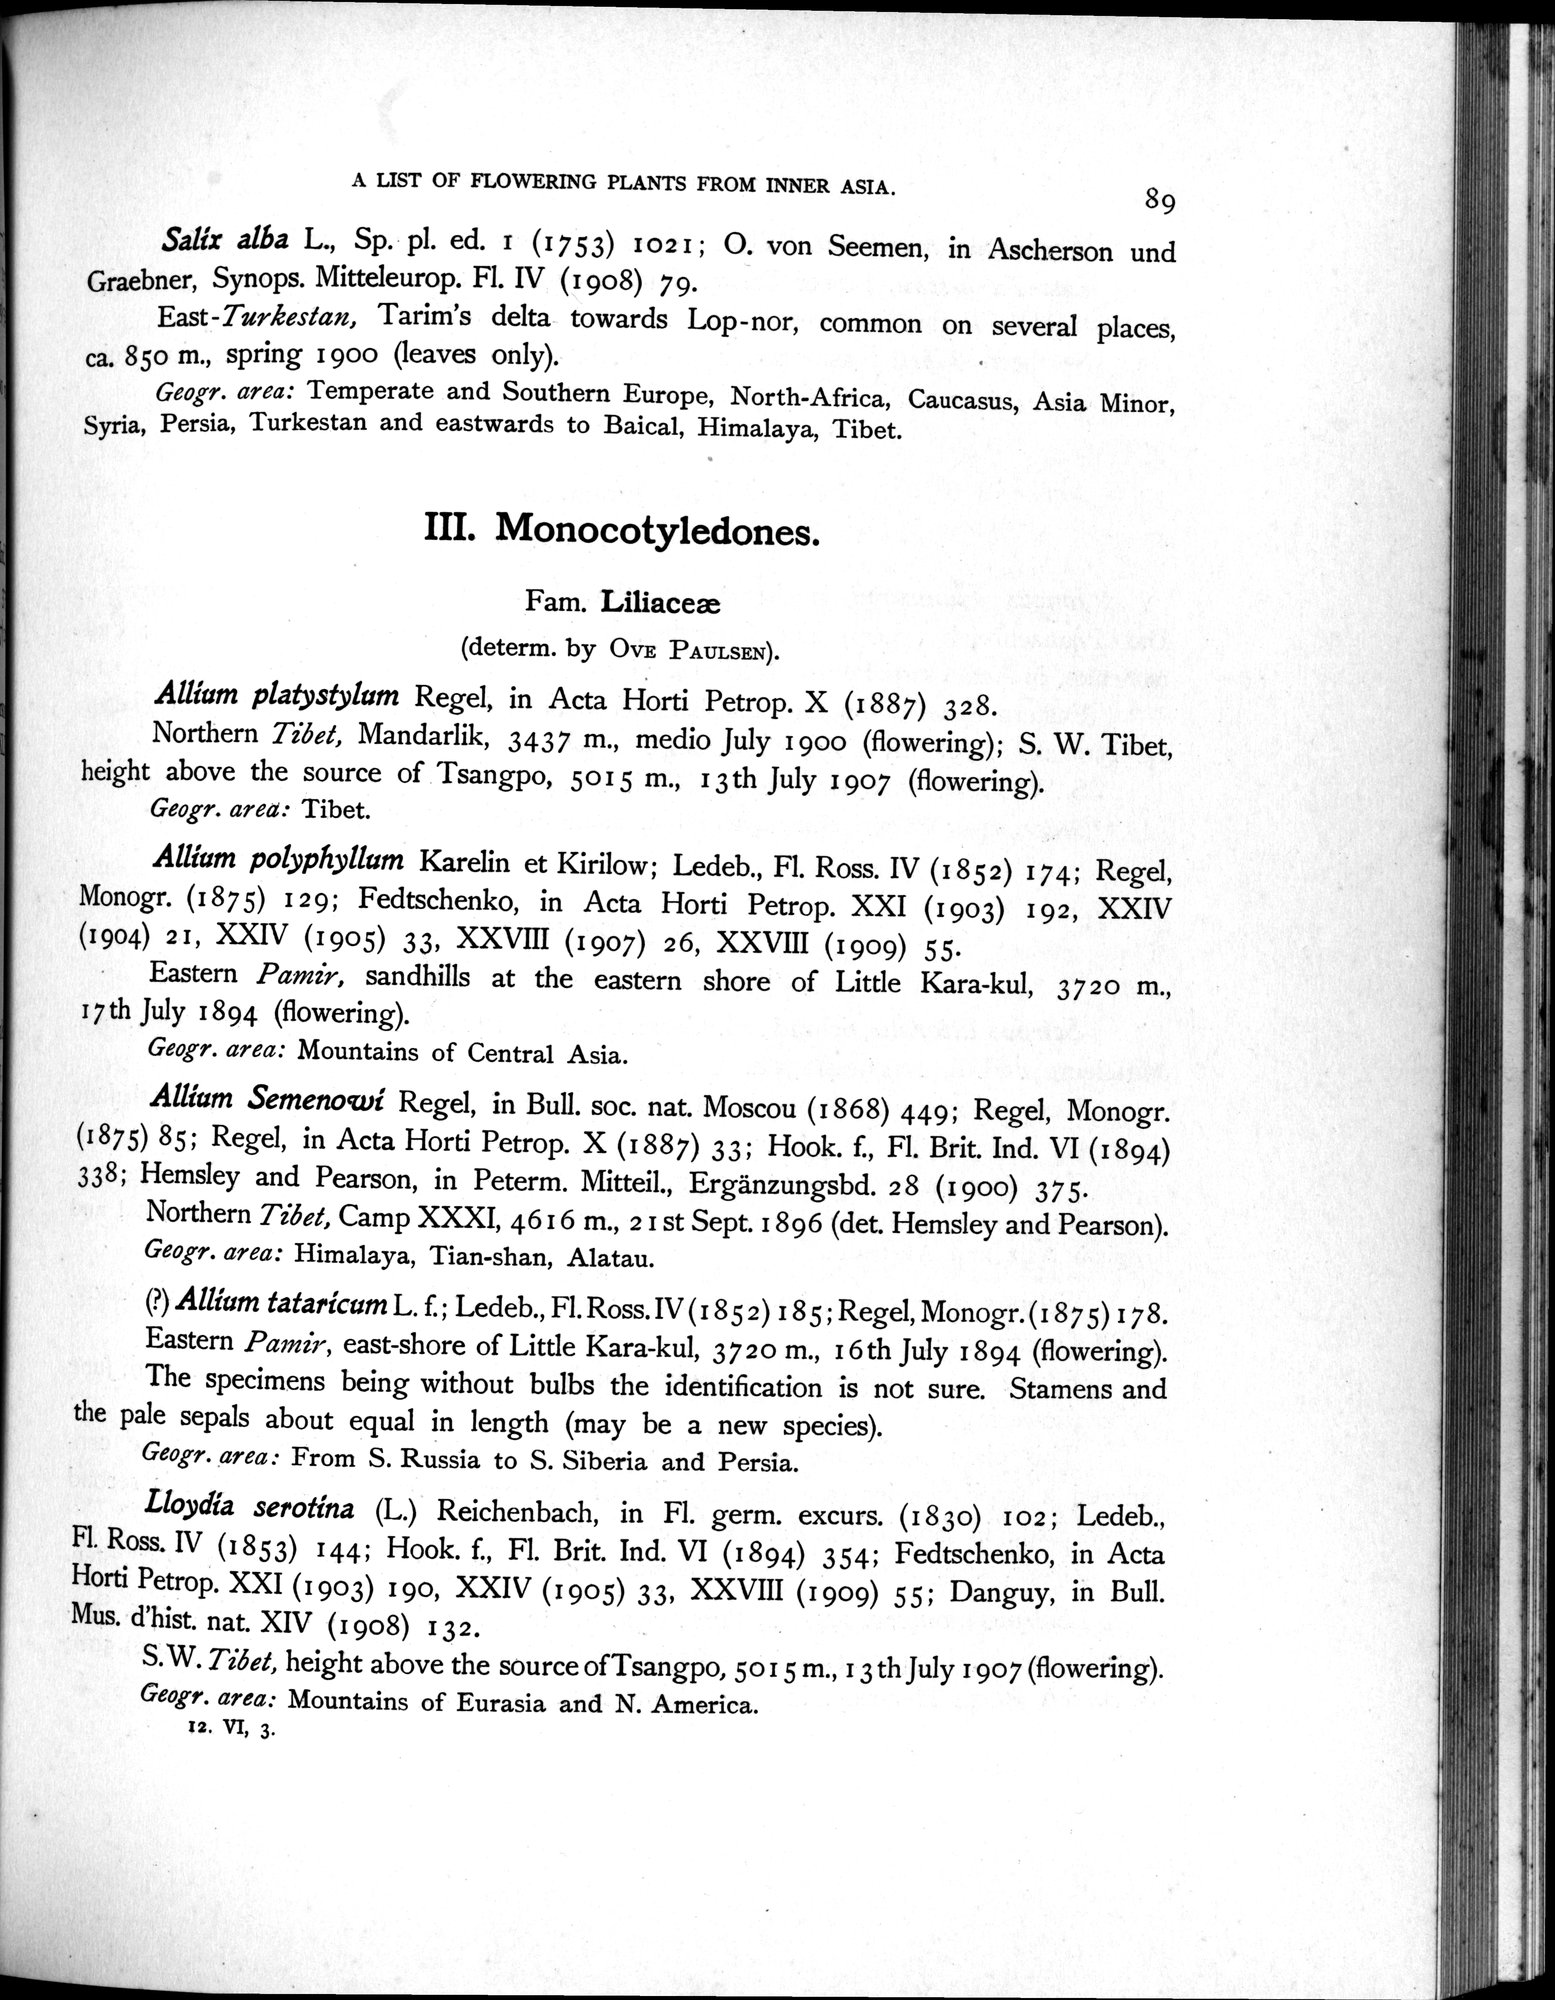 A LIST OF FLOWERING PLANTS FROM INNER ASIA.
89
Salix alba L., Sp. pl. ed. 1 (1753) 1021; O. von Seemen, in Ascherson und
Graebner, Synops. Mitteleurop. Fl. IV (1908) 79.
East-Turkestan, Tarim's delta towards Lop-nor, common on several places,
ca. 850 m., spring 1900 (leaves only).
Geogr. area: Temperate and Southern Europe, North-Africa, Caucasus, Asia Minor,
Syria, Persia, Turkestan and eastwards to Baical, Himalaya, Tibet.
III. Monocotyledones.
Fam. Liliaceæ
(determ. by OVE PAULSEN).
Allium platystylum Regel, in Acta Horti Petrop. X (1887) 328.
Northern Tibet, Mandarlik, 3437 m., medio July 1900 (flowering); S. W. Tibet,
height above the source of Tsangpo, 5015 m., 13th July 1907 (flowering).
Geogr. area: Tibet.
Allium polyphyllum Karelin et Kirilow; Ledeb., Fl. Ross. IV (1852) 174; Regel,
Monogr. (1875) 129; Fedtschenko, in Acta Horti Petrop. XXI (1903) 192, XXIV
(1904) 21, XXIV (1905) 33, XXVIII (1907) 26, XXVIII (1909) 55.
Eastern Pamir, sandhills at the eastern shore of Little Kara-kul, 3720 m.,
17th July 1894 (flowering).
Geogr. area: Mountains of Central Asia.
Allium Semenowi Regel, in Bull. soc. nat. Moscou (1868) 449; Regel, Monogr.
(1875) 85; Regel, in Acta Horti Petrop. X (1887) 33; Hook. f., Fl. Brit. Ind. VI (1894)
338; Hemsley and Pearson, in Peterm. Mitteil., Ergänzungsbd. 28 (1900) 375.
Northern Tibet, Camp XXXI, 4616 m., 21st Sept. 1896 (det. Hemsley and Pearson).
Geogr. area: Himalaya, Tian-shan, Alatau.
(?) Allium tataricum L. f.; Ledeb., Fl. Ross. IV (1852) 185; Regel, Monogr. (1875) 178.
Eastern Pamir, east-shore of Little Kara-kul, 3720 m., 16th July 1894 (flowering).
The specimens being without bulbs the identification is not sure. Stamens and
the pale sepals about equal in length (may be a new species).
Geogr. area: From S. Russia to S. Siberia and Persia.
Lloydia serotina (L.) Reichenbach, in Fl. germ. excurs. (1830) 102; Ledeb.,
Fl. Ross. IV (1853) 144; Hook. f., Fl. Brit. Ind. VI (1894) 354; Fedtschenko, in Acta
Horti Petrop. XXI (1903) 190, XXIV (1905) 33, XXVIII (1909) 55; Danguy, in Bull.
Mus. d'hist. nat. XIV (1908) 132.
S.W. Tibet, height above the source of Tsangpo, 5015 m., 13th July 1907 (flowering).
Geogr. area: Mountains of Eurasia and N. America.
12. VI, 3.